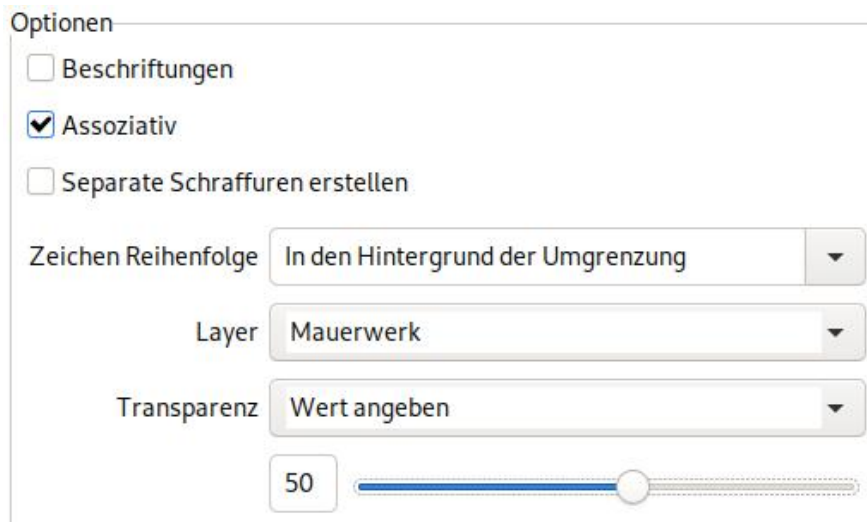 Optionen
Beschriftungen
Assoziativ
Separate Schraffuren erstellen
Zeichen Reihenfolge In den Hintergrund der Umgrenzung
Layer Mauerwerk
Transparenz Wert angeben
50